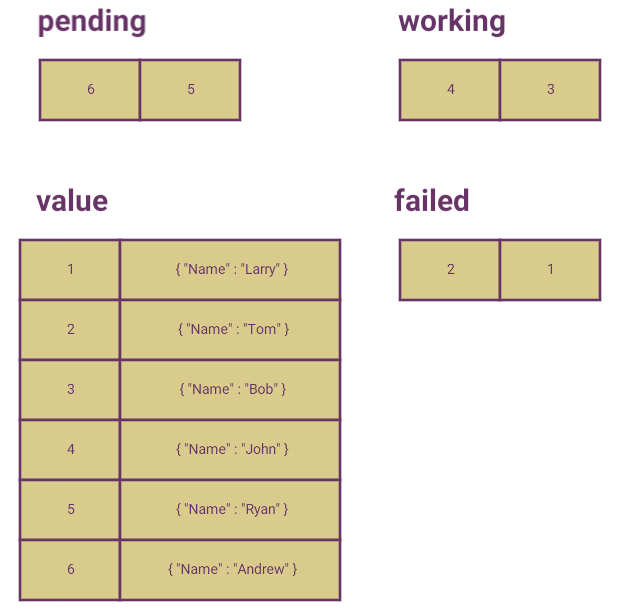 pending
6 5
working
4 3
value
1 { "Name" : "Larry" }
2 { "Name" : "Tom" }
3 { "Name" : "Bob" }
4 { "Name" : "John" }
5 { "Name" : "Ryan" }
6 { "Name" : "Andrew" }
failed
2 1